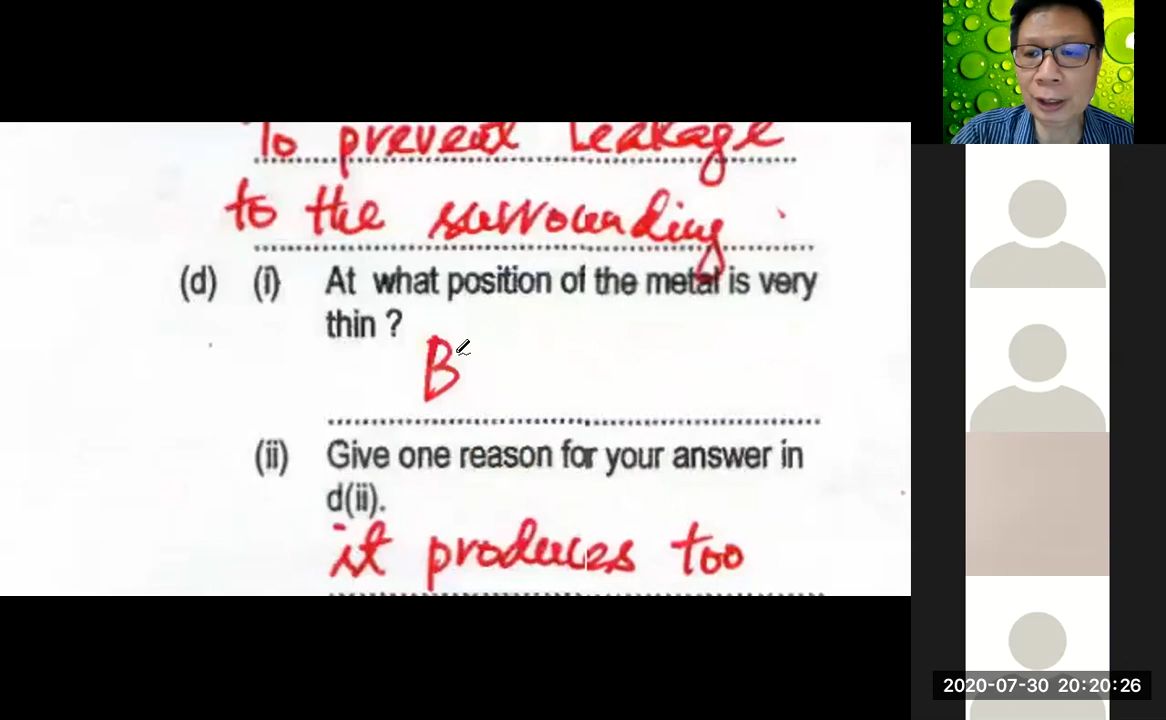 To prevent leakage
to the surrounding.
(d) (i) At what position of the metal is very
thin ?
B
(ii) Give one reason for your answer in
d(ii).
it produces too
2020-07-30 20:20:26